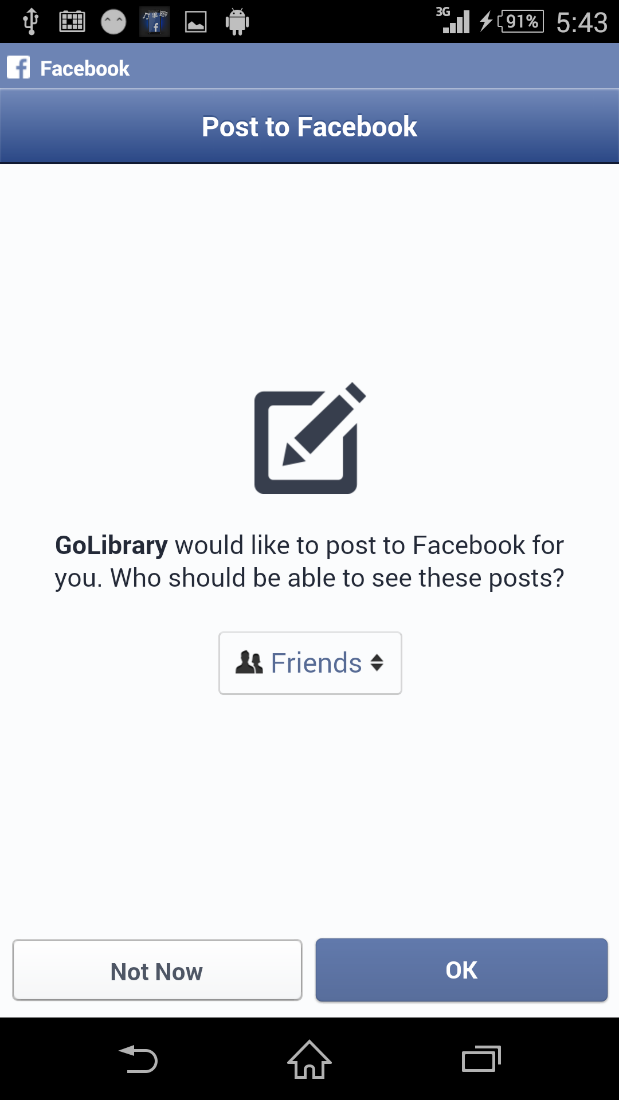 3G 91% 5:43
Facebook
Post to Facebook
GoLibrary would like to post to Facebook for
you. Who should be able to see these posts?
Friends
Not Now OK